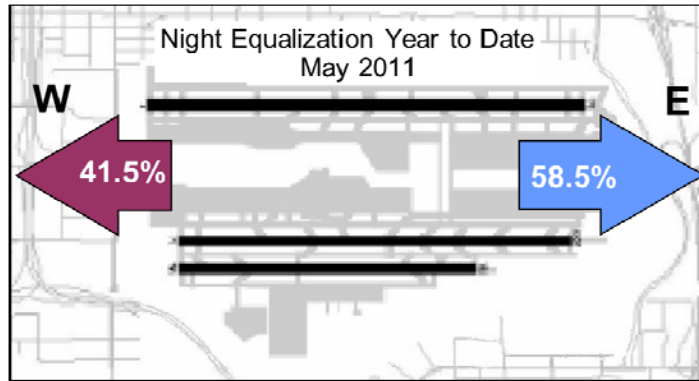 Night Equalization Year to Date
May 2011
W
E
41.5%
58.5%